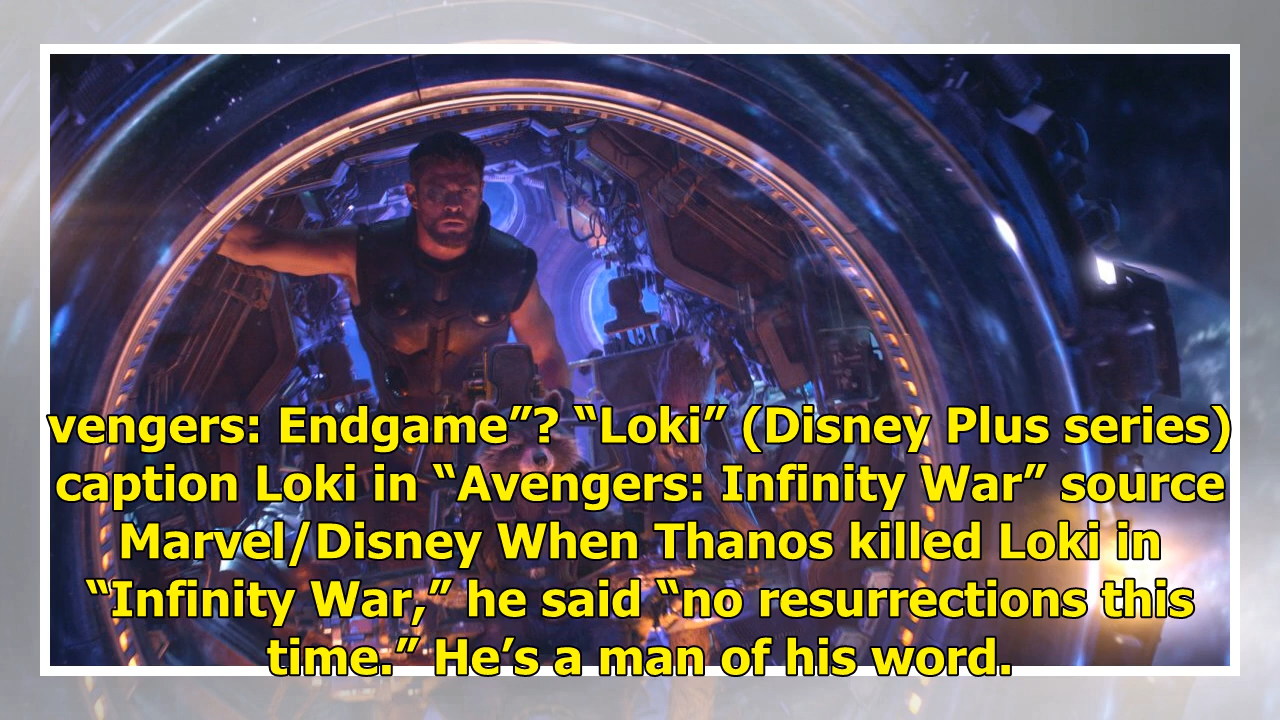 vengers: Endgame”? “Loki” (Disney Plus series)
caption Loki in “Avengers: Infinity War” source
Marvel/Disney When Thanos killed Loki in
“Infinity War,” he said “no resurrections this
time.” He’s a man of his word.